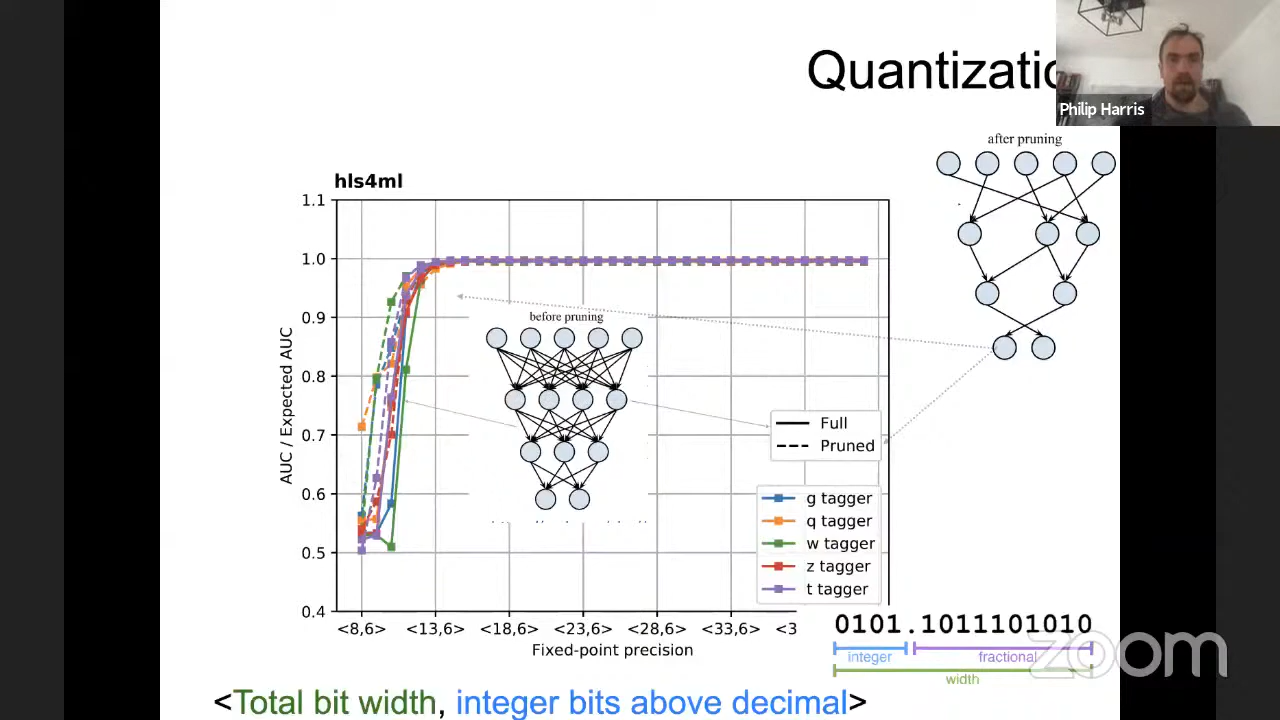 Quantizatio
Philip Harris
after pruning
hls4ml
1.1
1.0
0.9
0.8
0.7
0.6
0.5
0.4
AUC / Expected AUC
before pruning
Full
Pruned
g tagger
q tagger
w tagger
z tagger
t tagger
<8,6> <13,6> <18,6> <23,6> <28,6> <33,6> <3
Fixed-point precision
0101.1011101010
integer fractional
width
zoom
<Total bit width, integer bits above decimal>